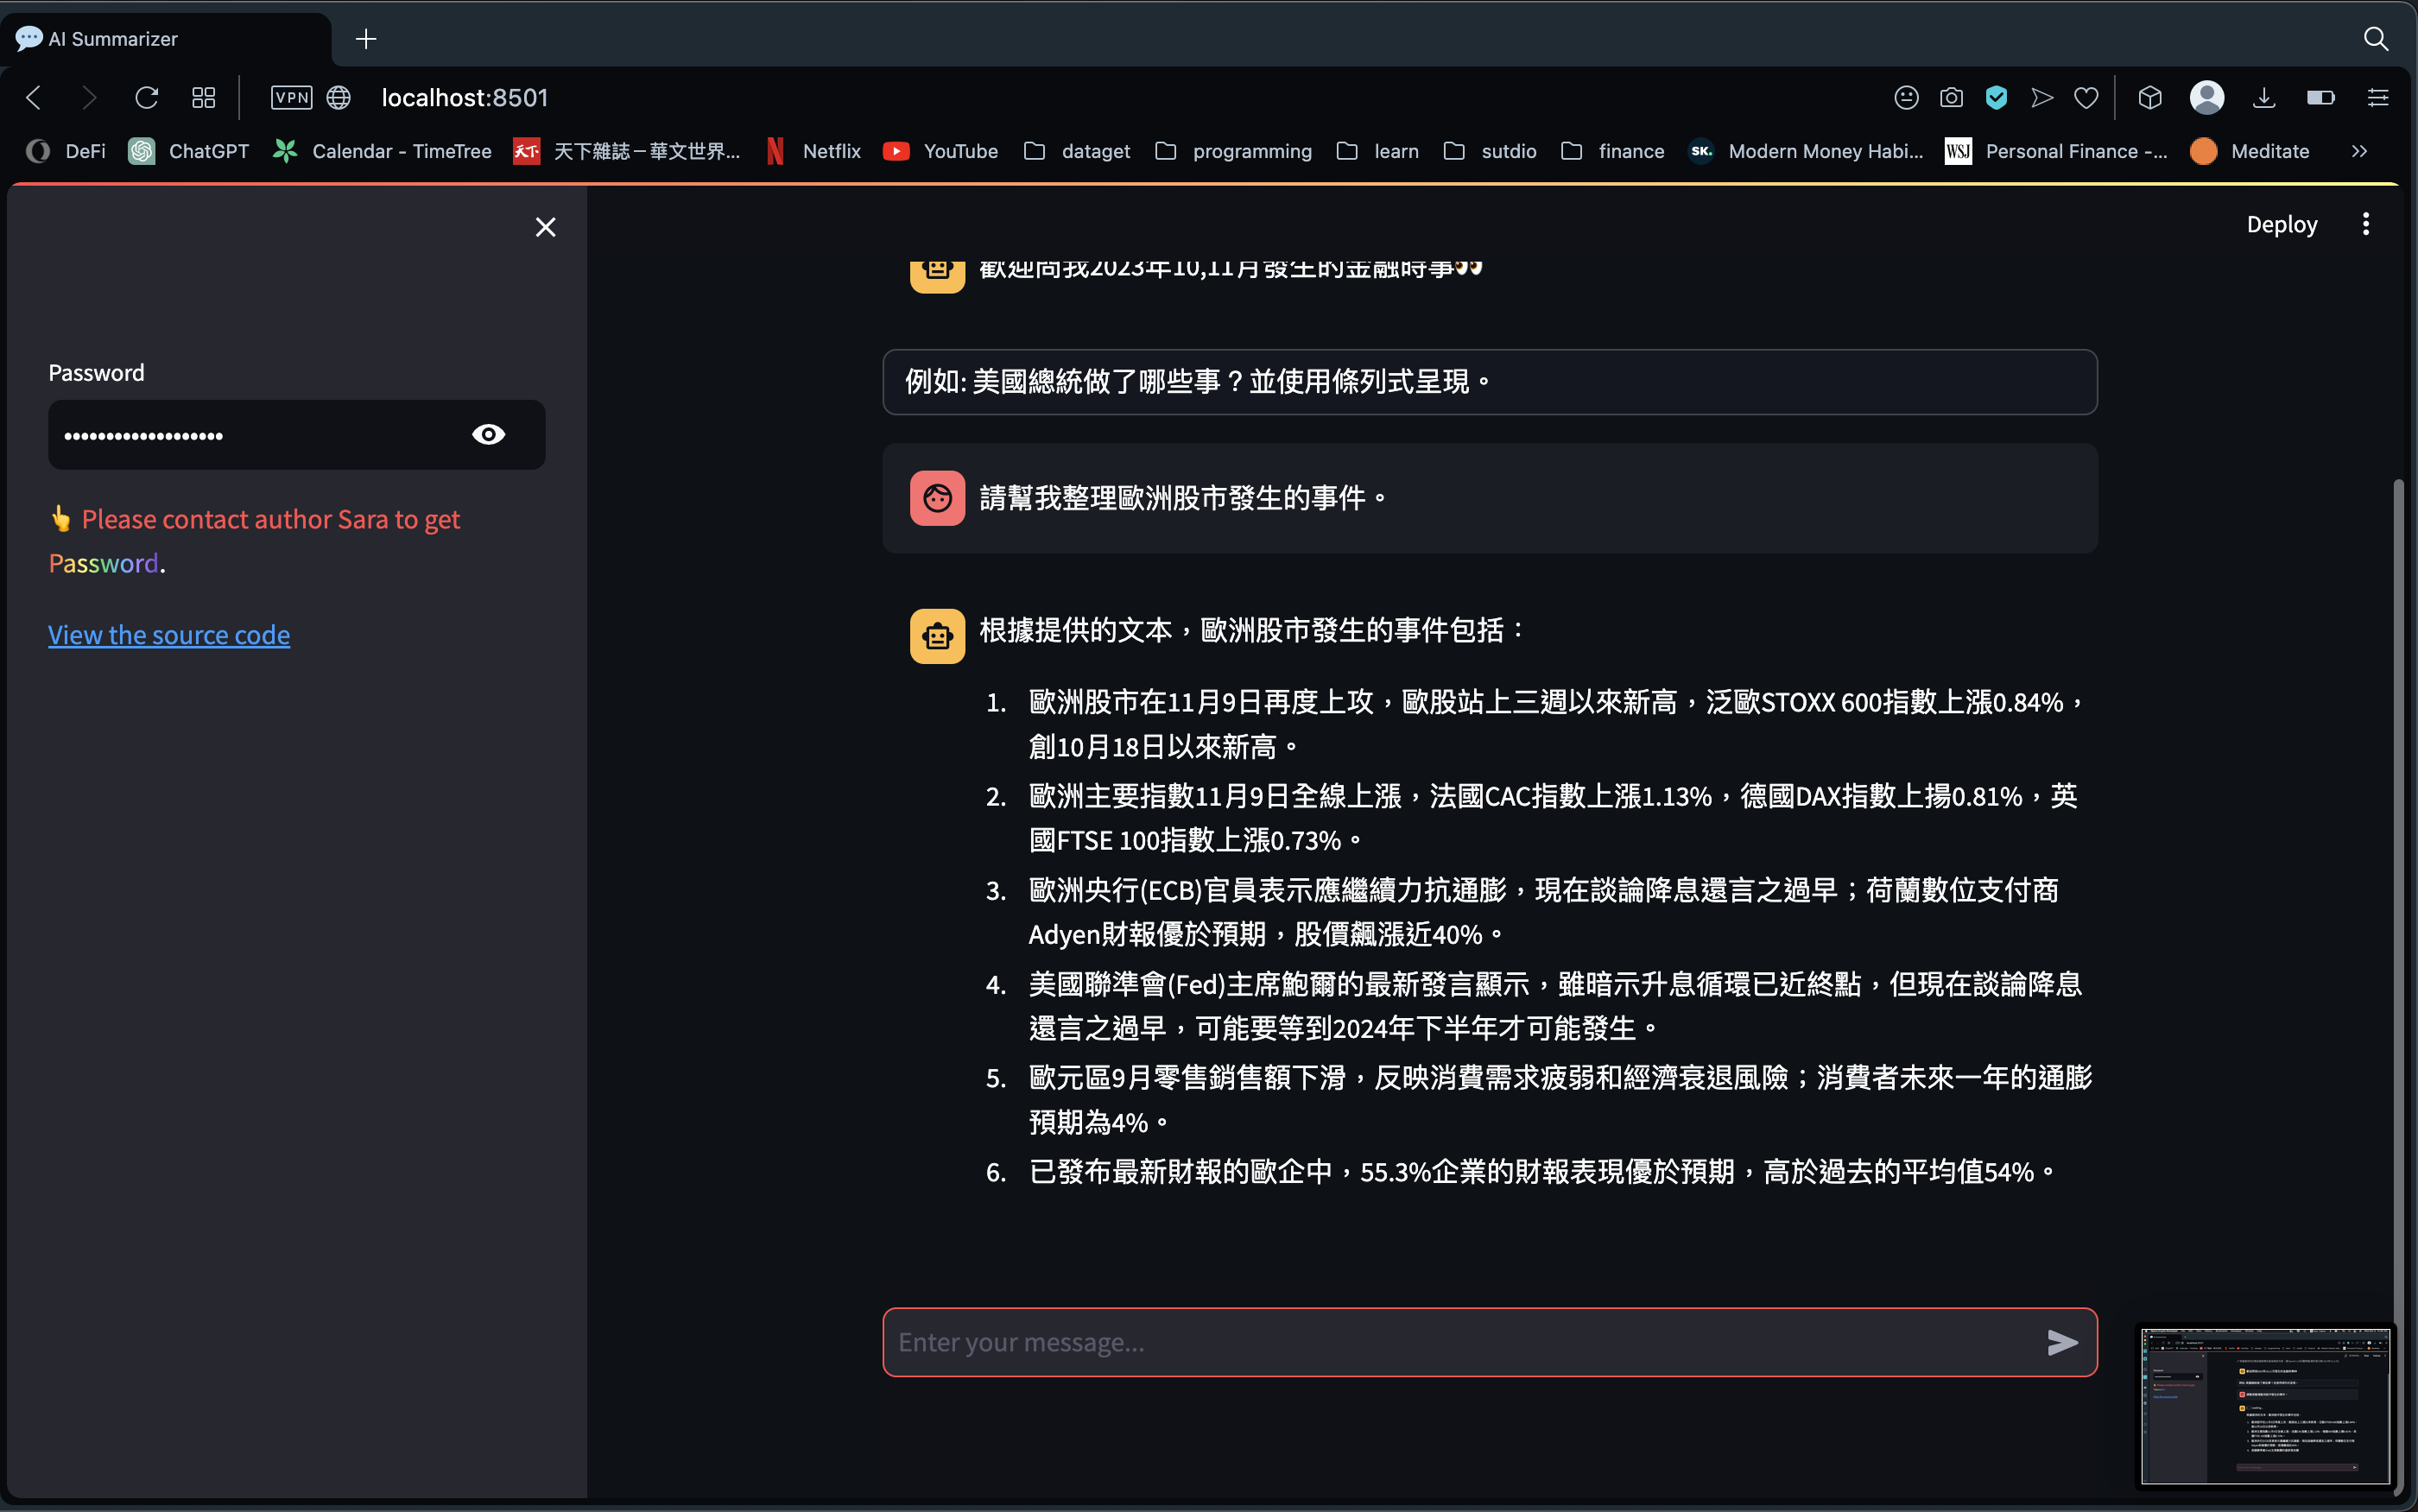 AI Summarizer
VPN localhost:8501
DeFi ChatGPT Calendar - TimeTree 天下 天下雜誌－華文世界... N Netflix YouTube dataget programming learn sutdio finance SK. Modern Money Habi... WSJ Personal Finance -... Meditate
Deploy
Password
👆 Please contact author Sara to get
Password.
View the source code
歡迎問我2023年10,11月發生的金融時事👀
例如: 美國總統做了哪些事？並使用條列式呈現。
請幫我整理歐洲股市發生的事件。
根據提供的文本，歐洲股市發生的事件包括：
1. 歐洲股市在11月9日再度上攻，歐股站上三週以來新高，泛歐STOXX 600指數上漲0.84%，
創10月18日以來新高。
2. 歐洲主要指數11月9日全線上漲，法國CAC指數上漲1.13%，德國DAX指數上揚0.81%，英
國FTSE 100指數上漲0.73%。
3. 歐洲央行(ECB)官員表示應繼續力抗通膨，現在談論降息還言之過早；荷蘭數位支付商
Adyen財報優於預期，股價飆漲近40%。
4. 美國聯準會(Fed)主席鮑爾的最新發言顯示，雖暗示升息循環已近終點，但現在談論降息
還言之過早，可能要等到2024年下半年才可能發生。
5. 歐元區9月零售銷售額下滑，反映消費需求疲弱和經濟衰退風險；消費者未來一年的通膨
預期為4%。
6. 已發布最新財報的歐企中，55.3%企業的財報表現優於預期，高於過去的平均值54%。
Enter your message...